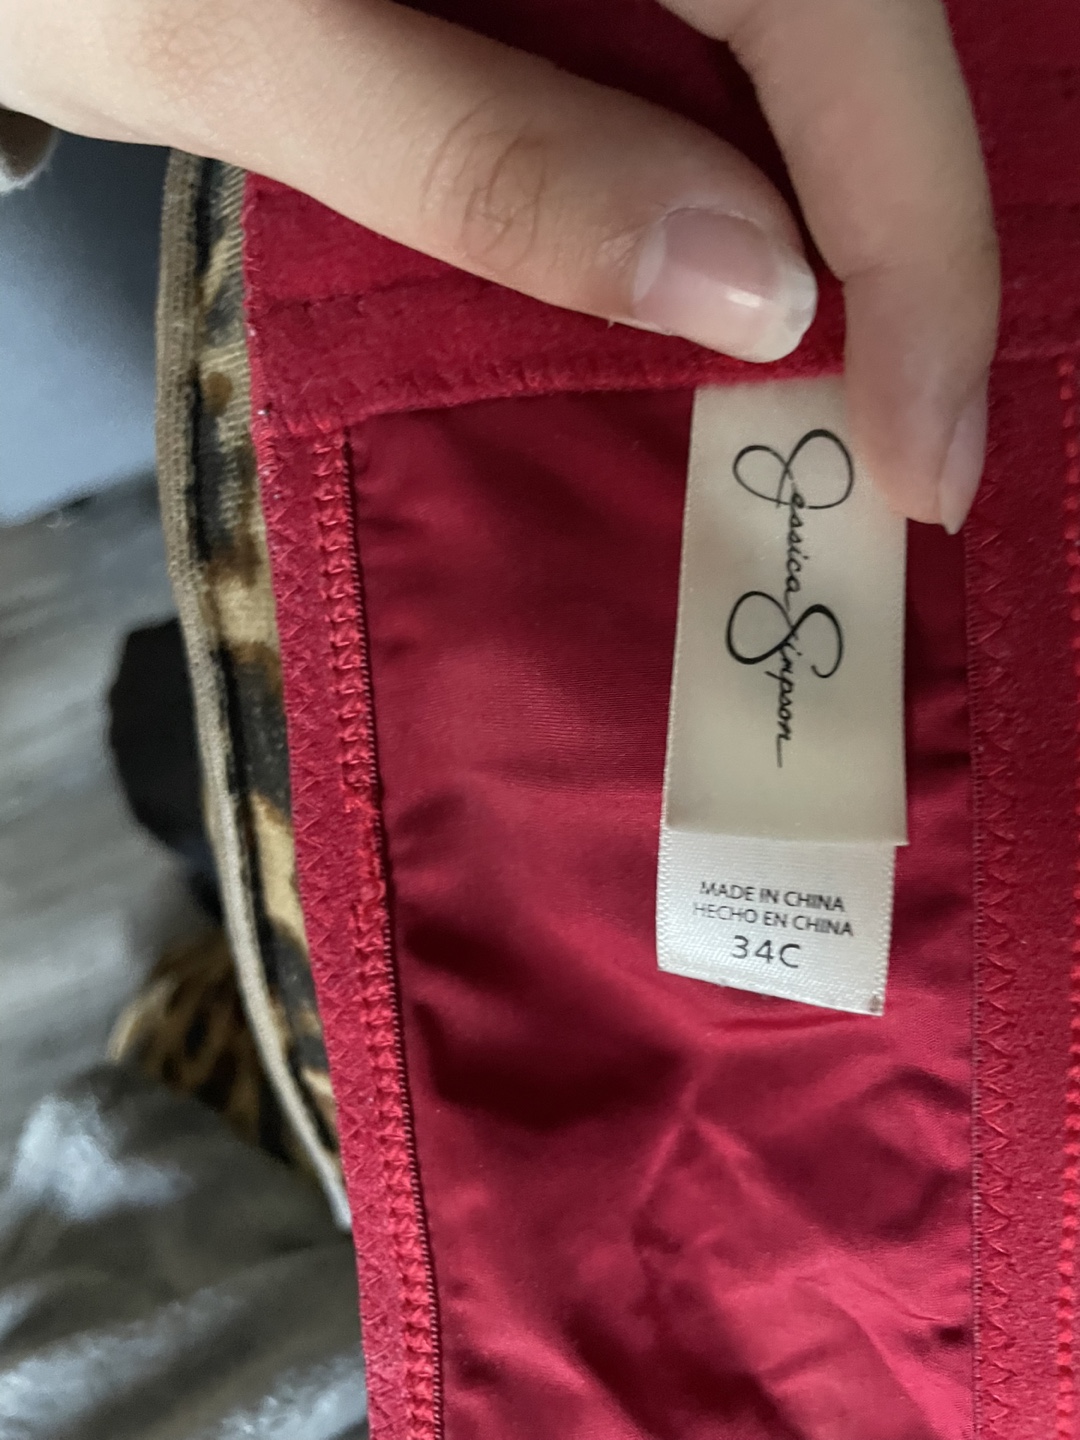 Jessica Simpson
MADE IN CHINA
HECHO EN CHINA
34C